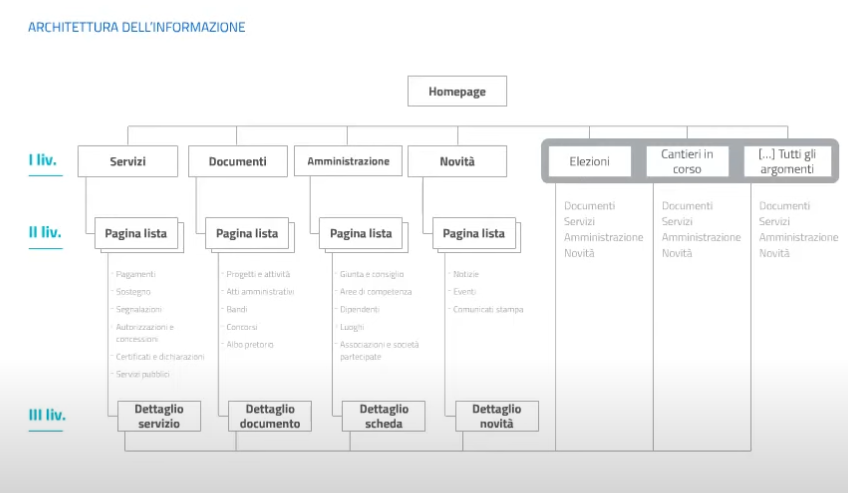 ARCHITETTURA DELL'INFORMAZIONE
Homepage
I liv.
Servizi
Documenti
Amministrazione
Novità
Elezioni
Cantieri in
corso
[...] Tutti gli
argomenti
II liv.
Pagina lista
Pagina lista
Pagina lista
Pagina lista
- Pagamenti
- Sostegno
- Segnalazioni
- Autorizzazioni e
concessioni
- Certificati e dichiarazioni
- Servizi pubblici
- Progetti e attività
- Atti amministrativi
- Bandi
- Concorsi
- Albo pretorio
- Giunta e consiglio
- Aree di competenza
- Dipendenti
- Luoghi
- Associazioni e società
partecipate
- Notizie
- Eventi
- Comunicati stampa
Documenti
Servizi
Amministrazione
Novità
Documenti
Servizi
Amministrazione
Novità
Documenti
Servizi
Amministrazione
Novità
III liv.
Dettaglio
servizio
Dettaglio
documento
Dettaglio
scheda
Dettaglio
novità